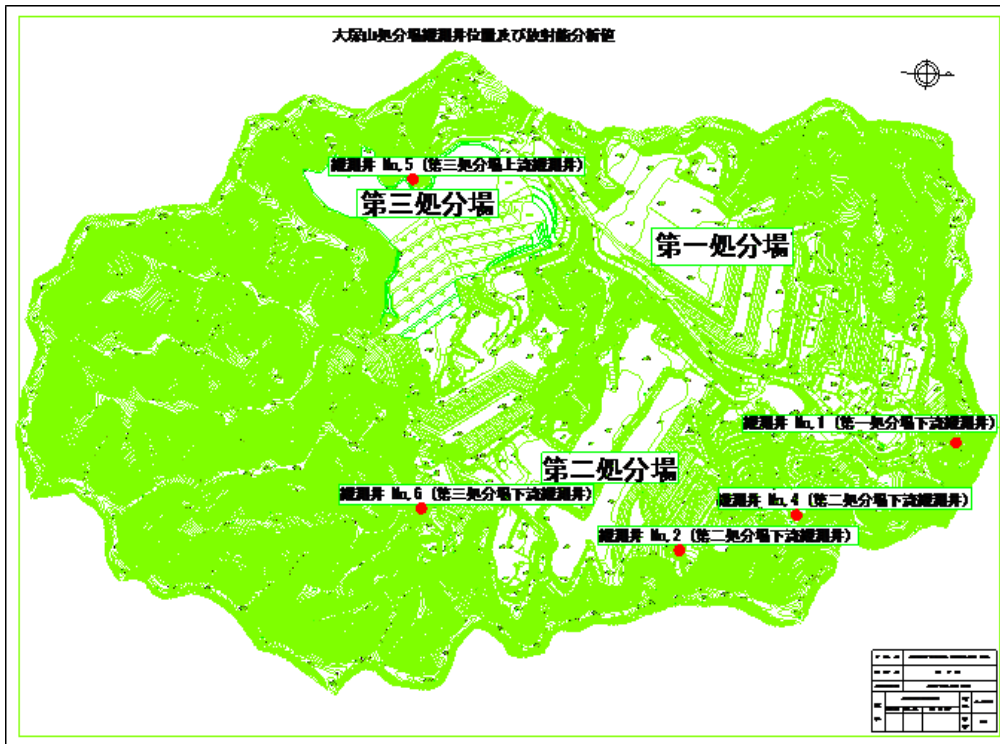 大塚山処分場観測井位置及び放射能分析値
観測井 No.5 (第三処分場上流観測井)
第三処分場
第一処分場
観測井 No.1 (第一処分場下流観測井)
第二処分場
観測井 No.6 (第三処分場下流観測井)
観測井 No.4 (第二処分場下流観測井)
観測井 No.2 (第二処分場下流観測井)